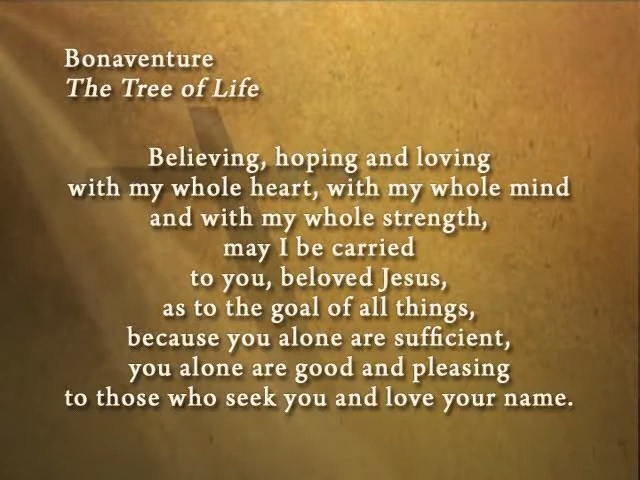 Bonaventure
The Tree of Life
Believing, hoping and loving
with my whole heart, with my whole mind
and with my whole strength,
may I be carried
to you, beloved Jesus,
as to the goal of all things,
because you alone are sufficient,
you alone are good and pleasing
to those who seek you and love your name.